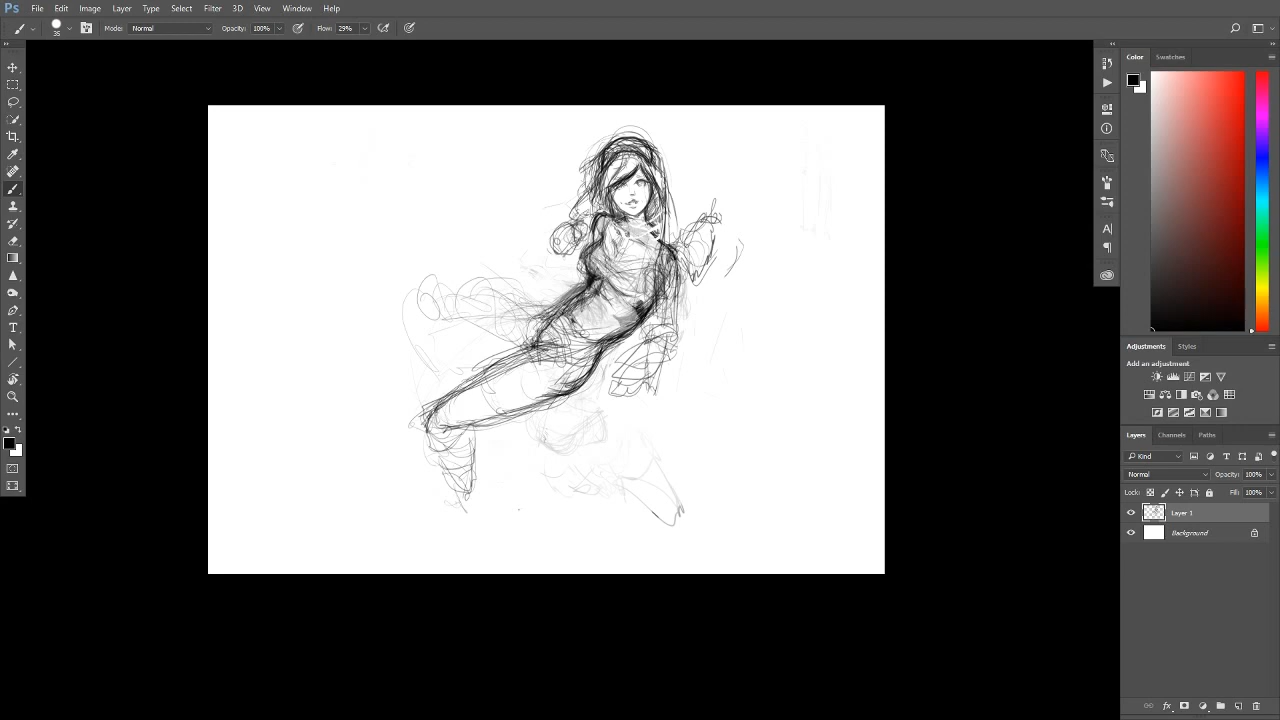 Ps File Edit Image Layer Type Select Filter 3D View Window Help
35 Mode: Normal Opacity: 100% Flow: 29%
Color Swatches
Adjustments Styles
Add an adjustment
Layers Channels Paths
Kind
Normal Opacity: 100%
Lock: Fill: 100%
Layer 1
Background